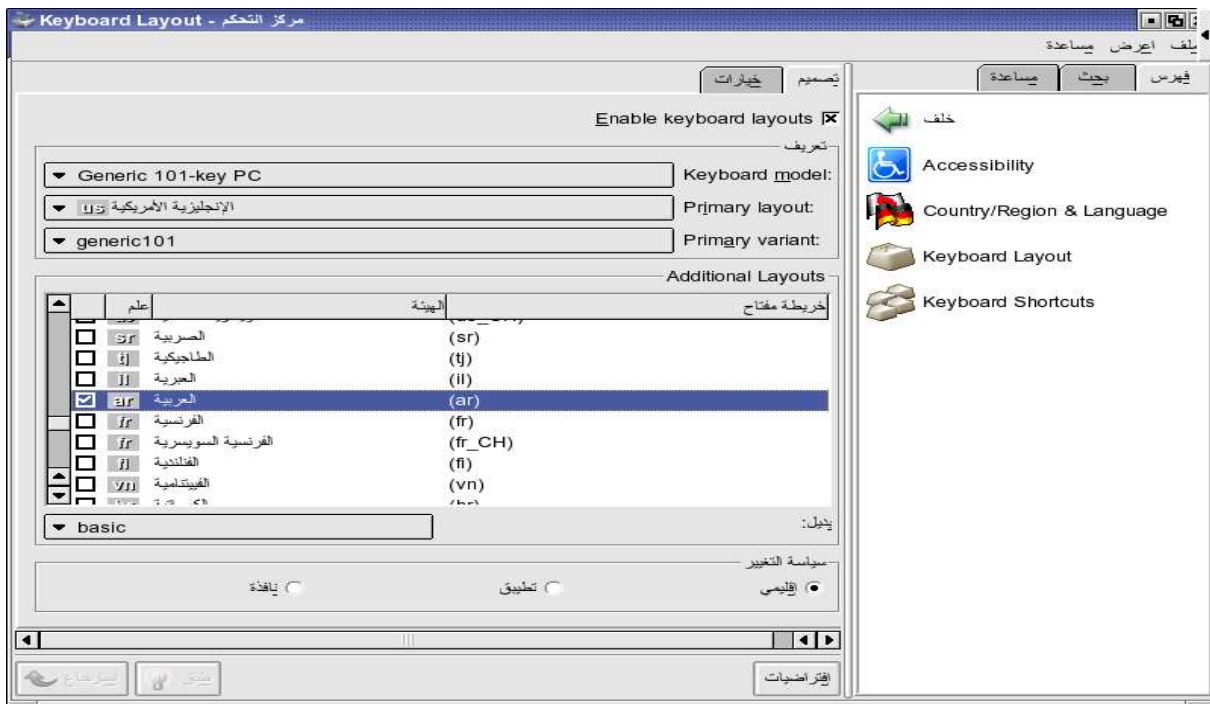 Keyboard Layout - مركز التحكم
اعرض مساعدة
فهرس بحث مساعدة
خلف
Accessibility
Country/Region & Language
Keyboard Layout
Keyboard Shortcuts
تصميم خيارات
Enable keyboard layouts
تعريف
Keyboard model: Generic 101-key PC
Primary layout: الإنجليزية الأمريكية us
Primary variant: generic101
Additional Layouts
علم الهيئة خريطة مفتاح
sr الصربية (sr)
tj الطاجيكية (tj)
il العبرية (il)
ar العربية (ar)
fr الفرنسية (fr)
fr الفرنسية السويسرية (fr_CH)
fi الفنلندية (fi)
vn الفييتنامية (vn)
بديل: basic
سياسة التغيير
إقليمي تطبيق نافذة
افتراضيات طبق